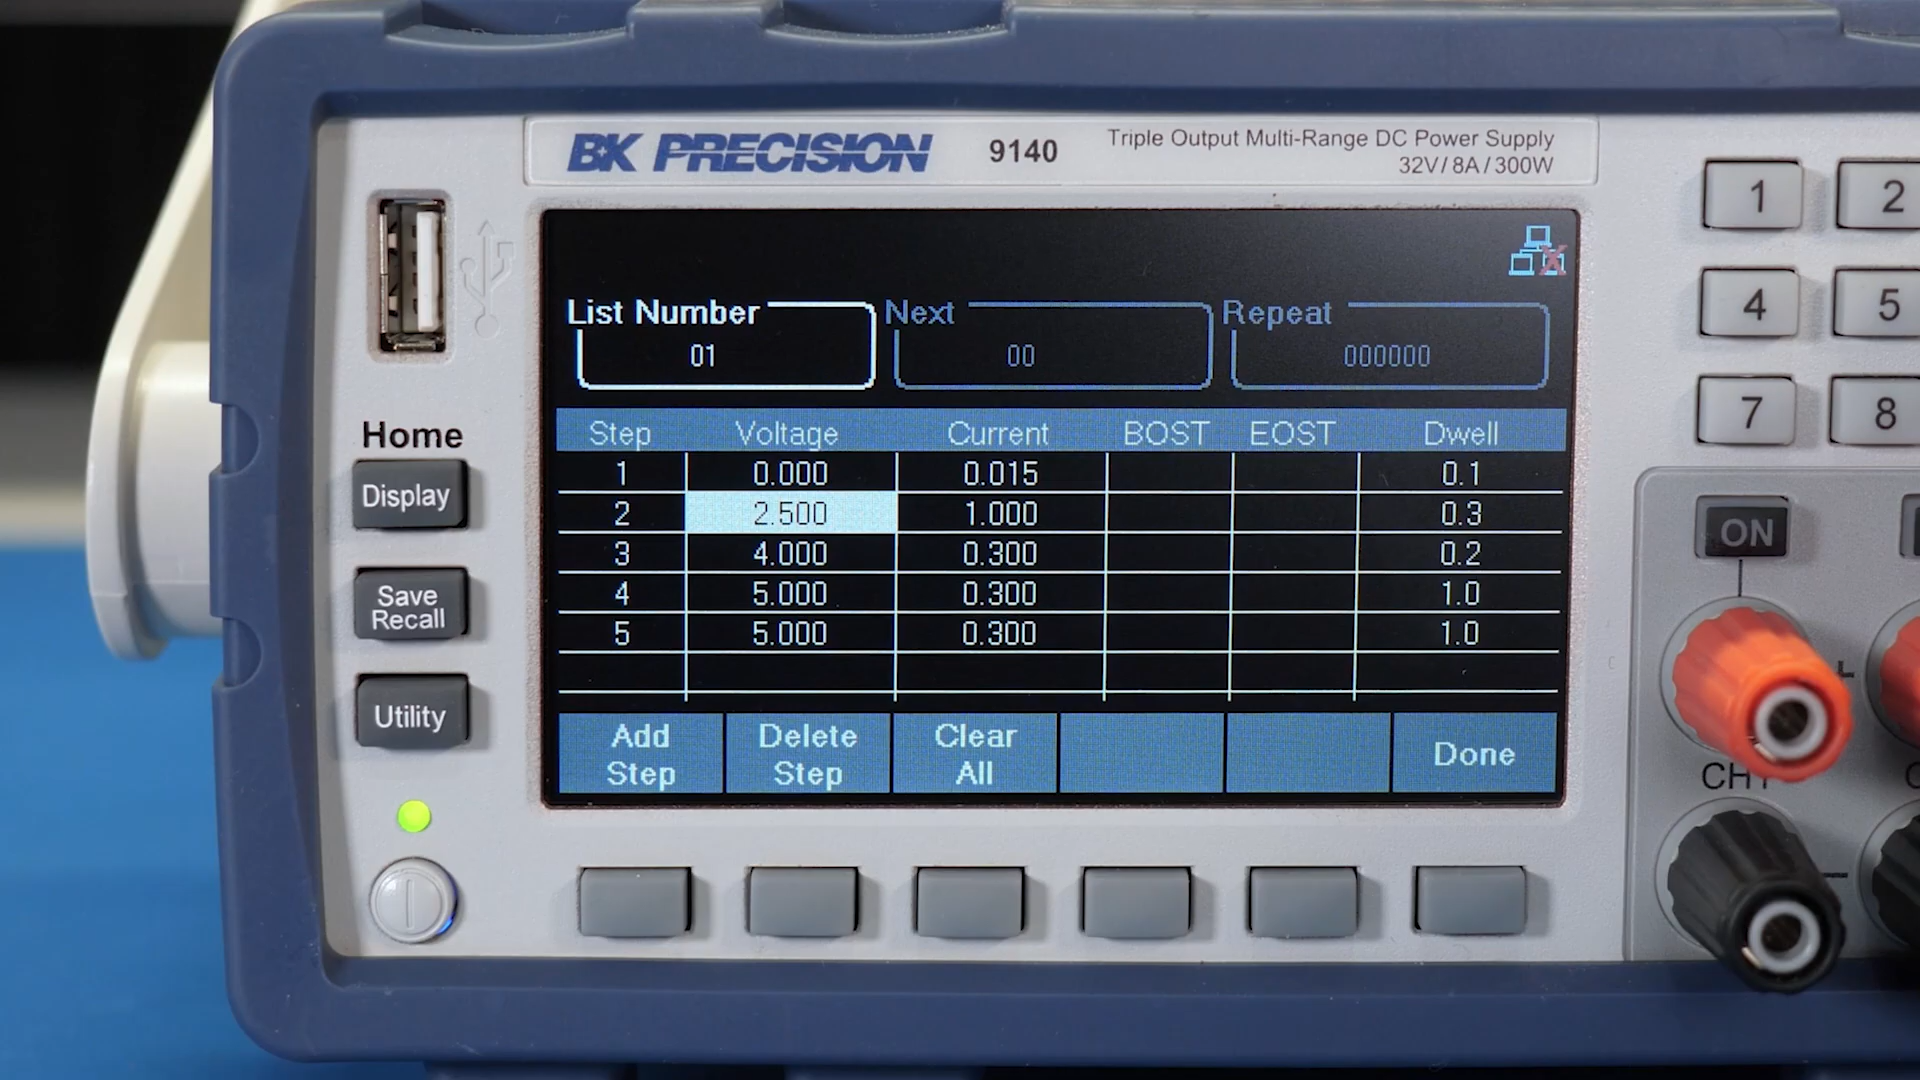 BK PRECISION 9140 Triple Output Multi-Range DC Power Supply
32V / 8A / 300W
List Number Next Repeat
01 00 000000
Step Voltage Current BOST EOST Dwell
1 0.000 0.015 0.1
2 2.500 1.000 0.3
3 4.000 0.300 0.2
4 5.000 0.300 1.0
5 5.000 0.300 1.0
Add Step
Delete Step
Clear All
Done
Home
Display
Save
Recall
Utility
1 2
4 5
7 8
ON
CH1